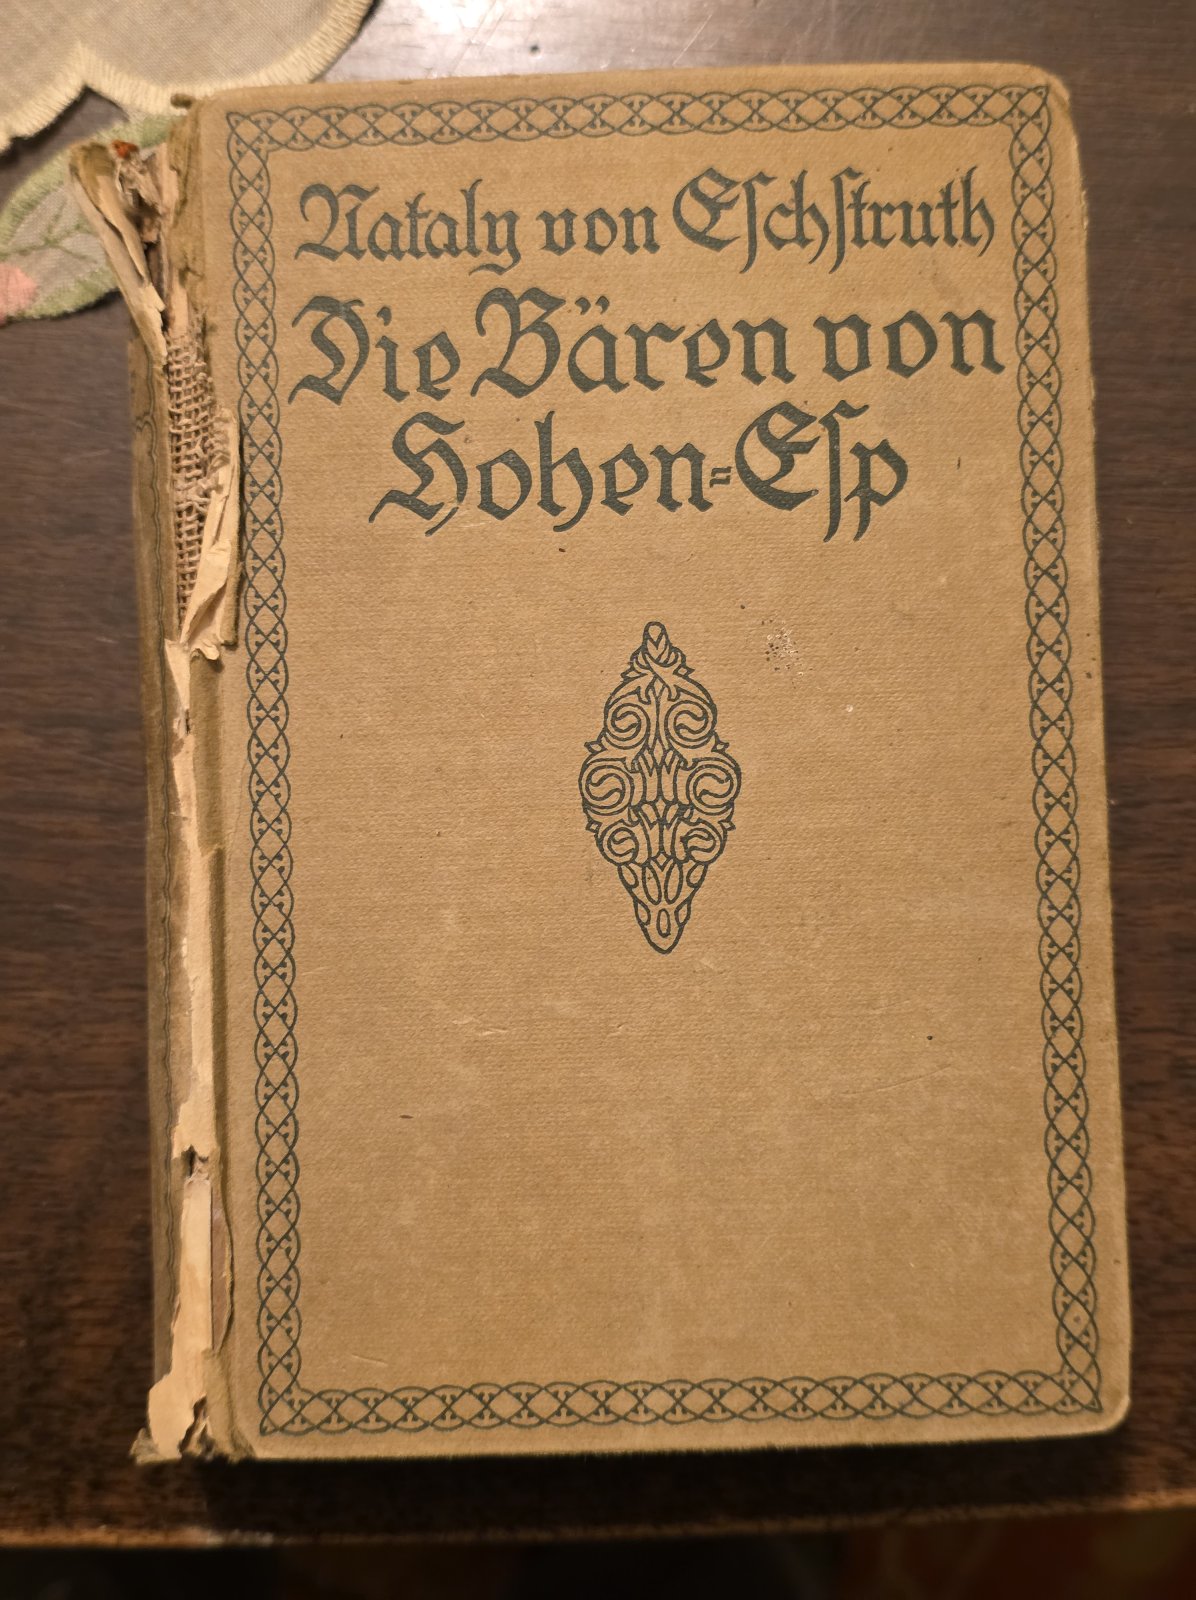 Nataly von Eſchſtruth
Die Bären von
Hohen=Eſp